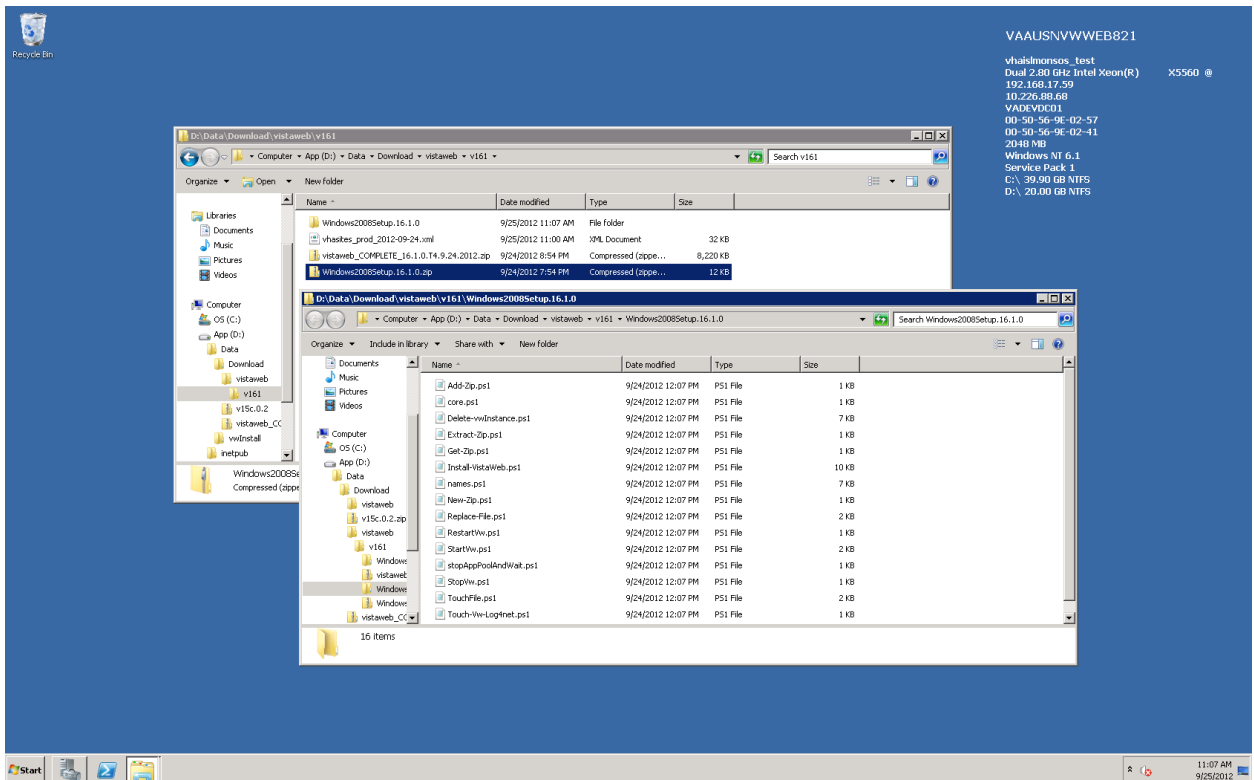 Recycle Bin
VAAUSNVWWEB821
vhaislmonsos_test
Dual 2.80 GHz Intel Xeon(R) X5560 @
192.168.17.59
10.226.88.68
VADEVDC01
00-50-56-9E-02-57
00-50-56-9E-02-41
2048 MB
Windows NT 6.1
Service Pack 1
C:\ 39.90 GB NTFS
D:\ 20.00 GB NTFS
D:\Data\Download\vistaweb\v161
Computer App (D:) Data Download vistaweb v161
Search v161
Organize Open New folder
Name Date modified Type Size
Libraries
Documents
Music
Pictures
Videos
Computer
OS (C:)
App (D:)
Data
Download
vistaweb
v161
v15c.0.2
vistaweb_CC
vwInstall
inetpub
Windows2008Setup.16.1.0 9/25/2012 11:07 AM File folder
vhasites_prod_2012-09-24.xml 9/25/2012 11:00 AM XML Document 32 KB
vistaweb_COMPLETE_16.1.0.T4.9.24.2012.zip 9/24/2012 8:54 PM Compressed (zippe... 8,220 KB
Windows2008Setup.16.1.0.zip 9/24/2012 7:54 PM Compressed (zippe... 12 KB
Windows2008Se
Compressed (zippe
D:\Data\Download\vistaweb\v161\Windows2008Setup.16.1.0
Computer App (D:) Data Download vistaweb v161 Windows2008Setup.16.1.0
Search Windows2008Setup.16.1.0
Organize Include in library Share with New folder
Name Date modified Type Size
Documents
Music
Pictures
Videos
Computer
OS (C:)
App (D:)
Data
Download
vistaweb
v15c.0.2.zip
vistaweb
v161
Windows
vistaweb
Windows
Windows
vistaweb_CC
Add-Zip.ps1 9/24/2012 12:07 PM PS1 File 1 KB
core.ps1 9/24/2012 12:07 PM PS1 File 1 KB
Delete-vwInstance.ps1 9/24/2012 12:07 PM PS1 File 7 KB
Extract-Zip.ps1 9/24/2012 12:07 PM PS1 File 1 KB
Get-Zip.ps1 9/24/2012 12:07 PM PS1 File 1 KB
Install-VistaWeb.ps1 9/24/2012 12:07 PM PS1 File 10 KB
names.ps1 9/24/2012 12:07 PM PS1 File 7 KB
New-Zip.ps1 9/24/2012 12:07 PM PS1 File 1 KB
Replace-File.ps1 9/24/2012 12:07 PM PS1 File 2 KB
RestartVw.ps1 9/24/2012 12:07 PM PS1 File 1 KB
StartVw.ps1 9/24/2012 12:07 PM PS1 File 2 KB
stopAppPoolAndWait.ps1 9/24/2012 12:07 PM PS1 File 1 KB
StopVw.ps1 9/24/2012 12:07 PM PS1 File 1 KB
TouchFile.ps1 9/24/2012 12:07 PM PS1 File 2 KB
Touch-Vw-Log4net.ps1 9/24/2012 12:07 PM PS1 File 1 KB
16 items
Start
11:07 AM
9/25/2012